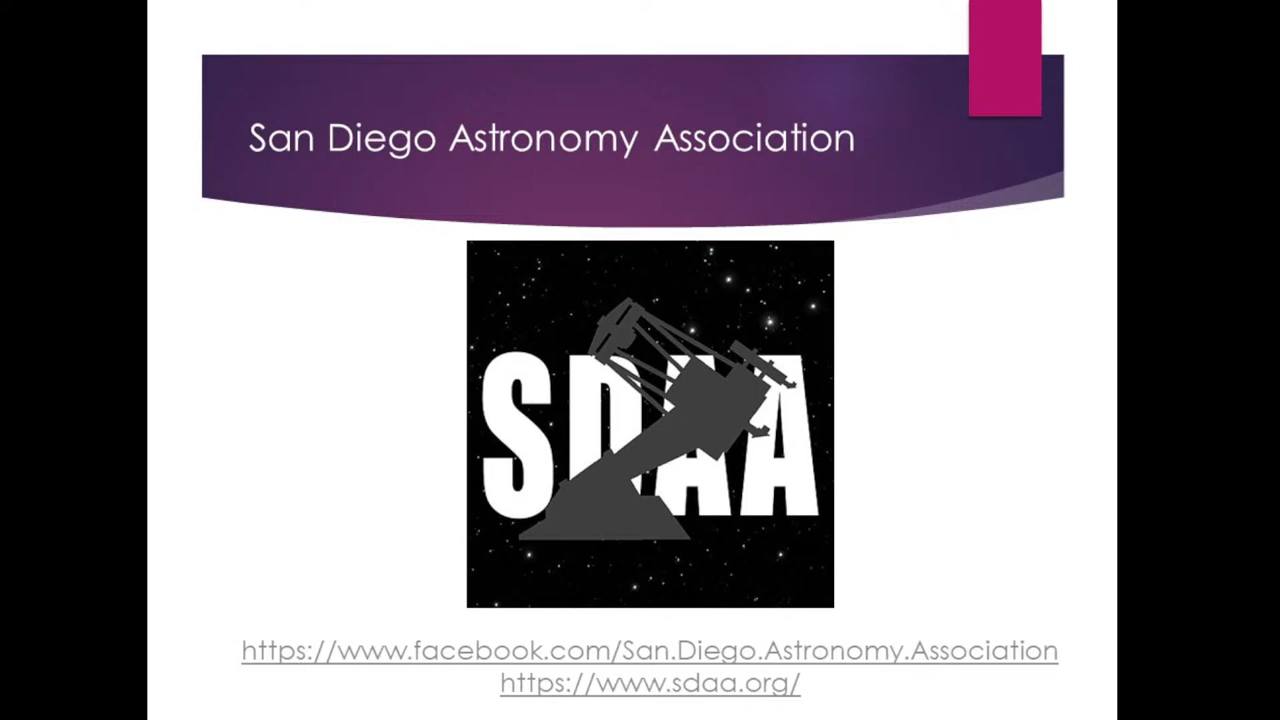 San Diego Astronomy Association
SDAA
https://www.facebook.com/San.Diego.Astronomy.Association
https://www.sdaa.org/